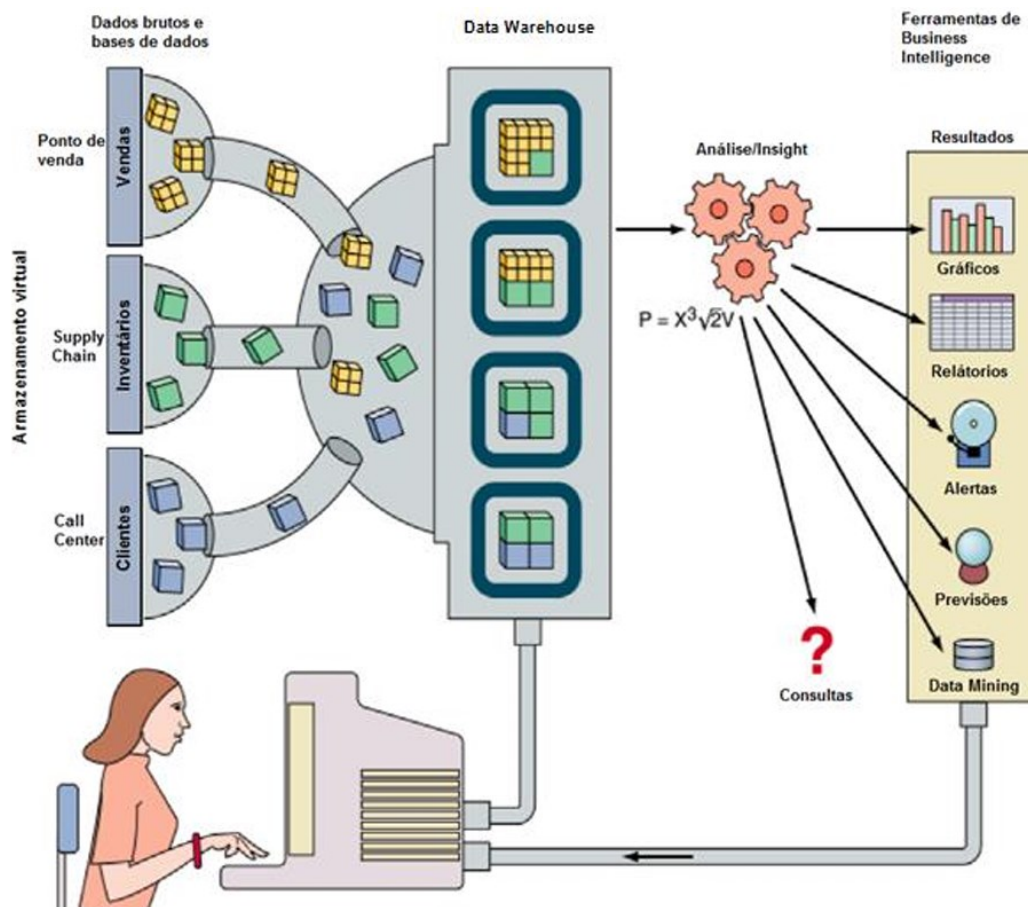 Dados brutos e
bases de dados
Data Warehouse
Ferramentas de
Business
Intelligence
Armazenamento virtual
Ponto de
venda
Vendas
Supply
Chain
Inventários
Call
Center
Clientes
Análise/Insight
P = X³√2V
Resultados
Gráficos
Relátorios
Alertas
Previsões
Data Mining
?
Consultas